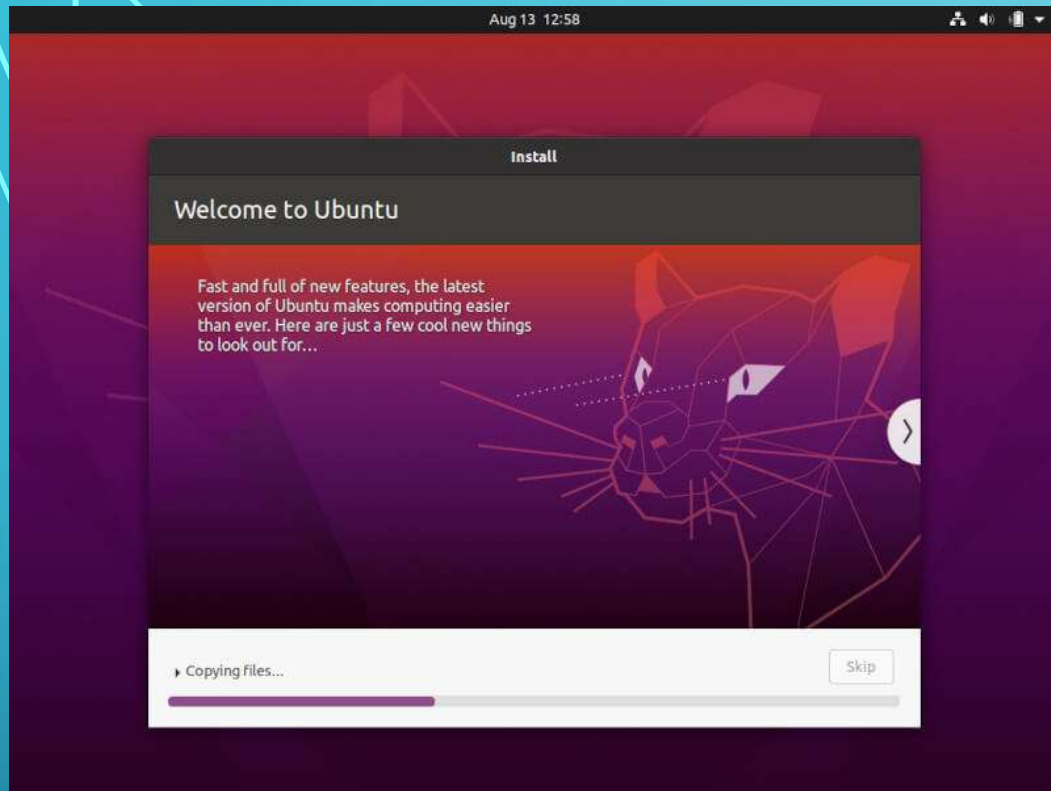 Aug 13 12:58
Install
Welcome to Ubuntu
Fast and full of new features, the latest
version of Ubuntu makes computing easier
than ever. Here are just a few cool new things
to look out for...
Copying files...
Skip